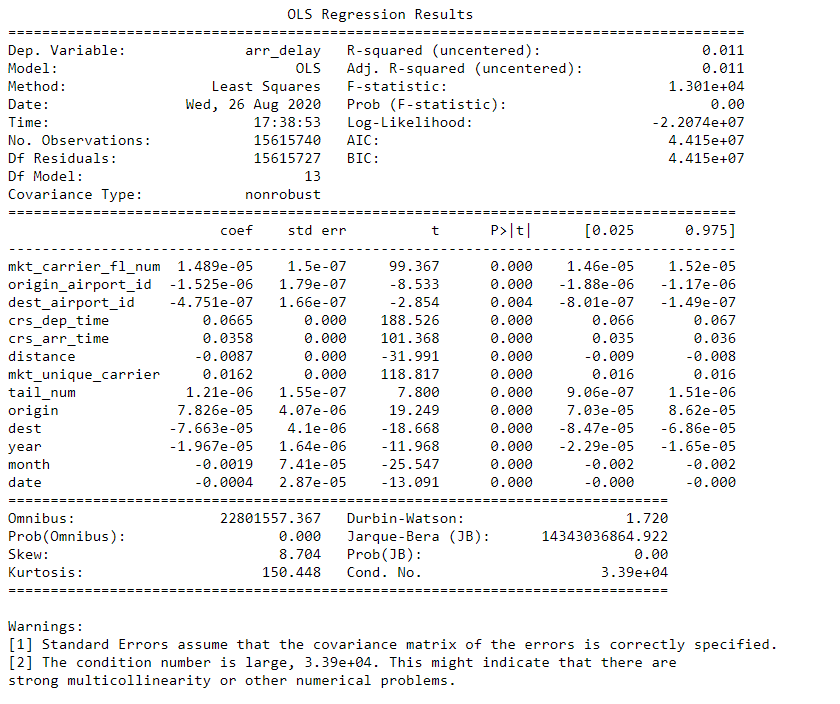 OLS Regression Results
==============================================================================
Dep. Variable: arr_delay R-squared (uncentered): 0.011
Model: OLS Adj. R-squared (uncentered): 0.011
Method: Least Squares F-statistic: 1.301e+04
Date: Wed, 26 Aug 2020 Prob (F-statistic): 0.00
Time: 17:38:53 Log-Likelihood: -2.2074e+07
No. Observations: 15615740 AIC: 4.415e+07
Df Residuals: 15615727 BIC: 4.415e+07
Df Model: 13
Covariance Type: nonrobust
==============================================================================
coef std err t P>|t| [0.025 0.975]
------------------------------------------------------------------------------
mkt_carrier_fl_num 1.489e-05 1.5e-07 99.367 0.000 1.46e-05 1.52e-05
origin_airport_id -1.525e-06 1.79e-07 -8.533 0.000 -1.88e-06 -1.17e-06
dest_airport_id -4.751e-07 1.66e-07 -2.854 0.004 -8.01e-07 -1.49e-07
crs_dep_time 0.0665 0.000 188.526 0.000 0.066 0.067
crs_arr_time 0.0358 0.000 101.368 0.000 0.035 0.036
distance -0.0087 0.000 -31.991 0.000 -0.009 -0.008
mkt_unique_carrier 0.0162 0.000 118.817 0.000 0.016 0.016
tail_num 1.21e-06 1.55e-07 7.800 0.000 9.06e-07 1.51e-06
origin 7.826e-05 4.07e-06 19.249 0.000 7.03e-05 8.62e-05
dest -7.663e-05 4.1e-06 -18.668 0.000 -8.47e-05 -6.86e-05
year -1.967e-05 1.64e-06 -11.968 0.000 -2.29e-05 -1.65e-05
month -0.0019 7.41e-05 -25.547 0.000 -0.002 -0.002
date -0.0004 2.87e-05 -13.091 0.000 -0.000 -0.000
==============================================================================
Omnibus: 22801557.367 Durbin-Watson: 1.720
Prob(Omnibus): 0.000 Jarque-Bera (JB): 14343036864.922
Skew: 8.704 Prob(JB): 0.00
Kurtosis: 150.448 Cond. No. 3.39e+04
==============================================================================
Warnings:
[1] Standard Errors assume that the covariance matrix of the errors is correctly specified.
[2] The condition number is large, 3.39e+04. This might indicate that there are
strong multicollinearity or other numerical problems.